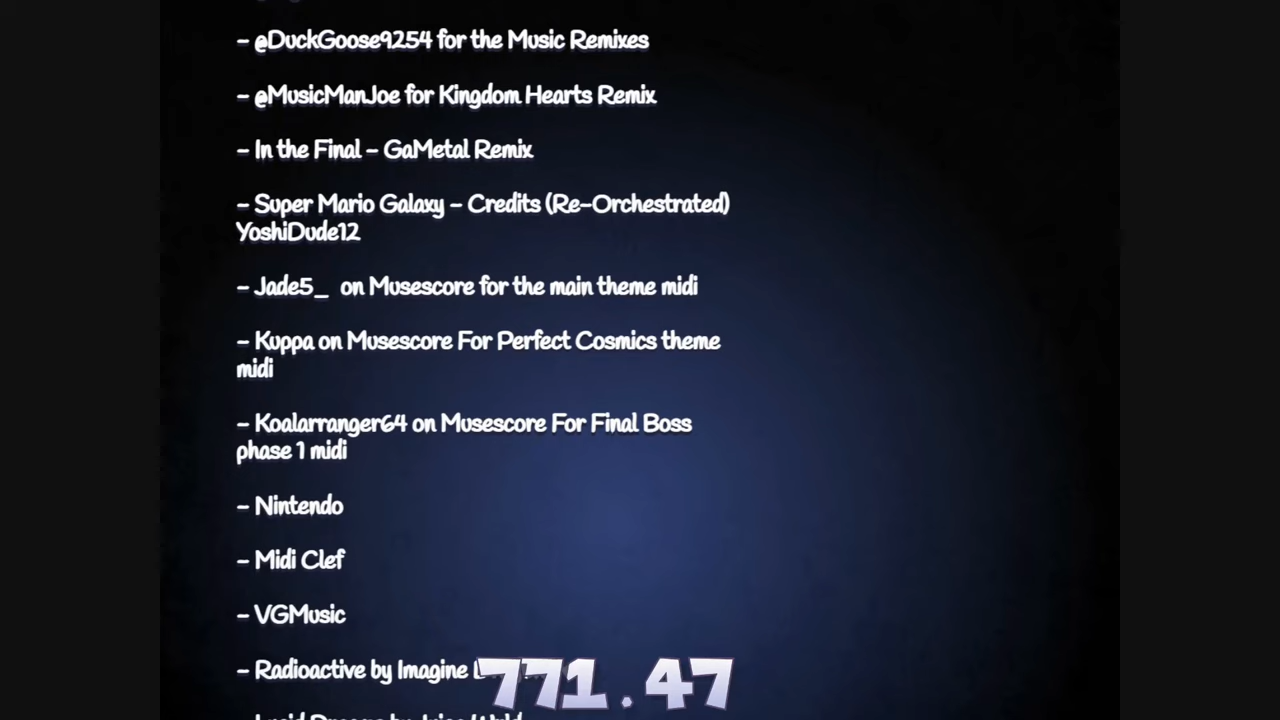 - @DuckGoose9254 for the Music Remixes
- @MusicManJoe for Kingdom Hearts Remix
- In the Final - GaMetal Remix
- Super Mario Galaxy - Credits (Re-Orchestrated)
YoshiDude12
- Jade5_ on Musescore for the main theme midi
- Kuppa on Musescore For Perfect Cosmics theme
midi
- Koalarranger64 on Musescore For Final Boss
phase 1 midi
- Nintendo
- Midi Clef
- VGMusic
- Radioactive by Imagine
771.47